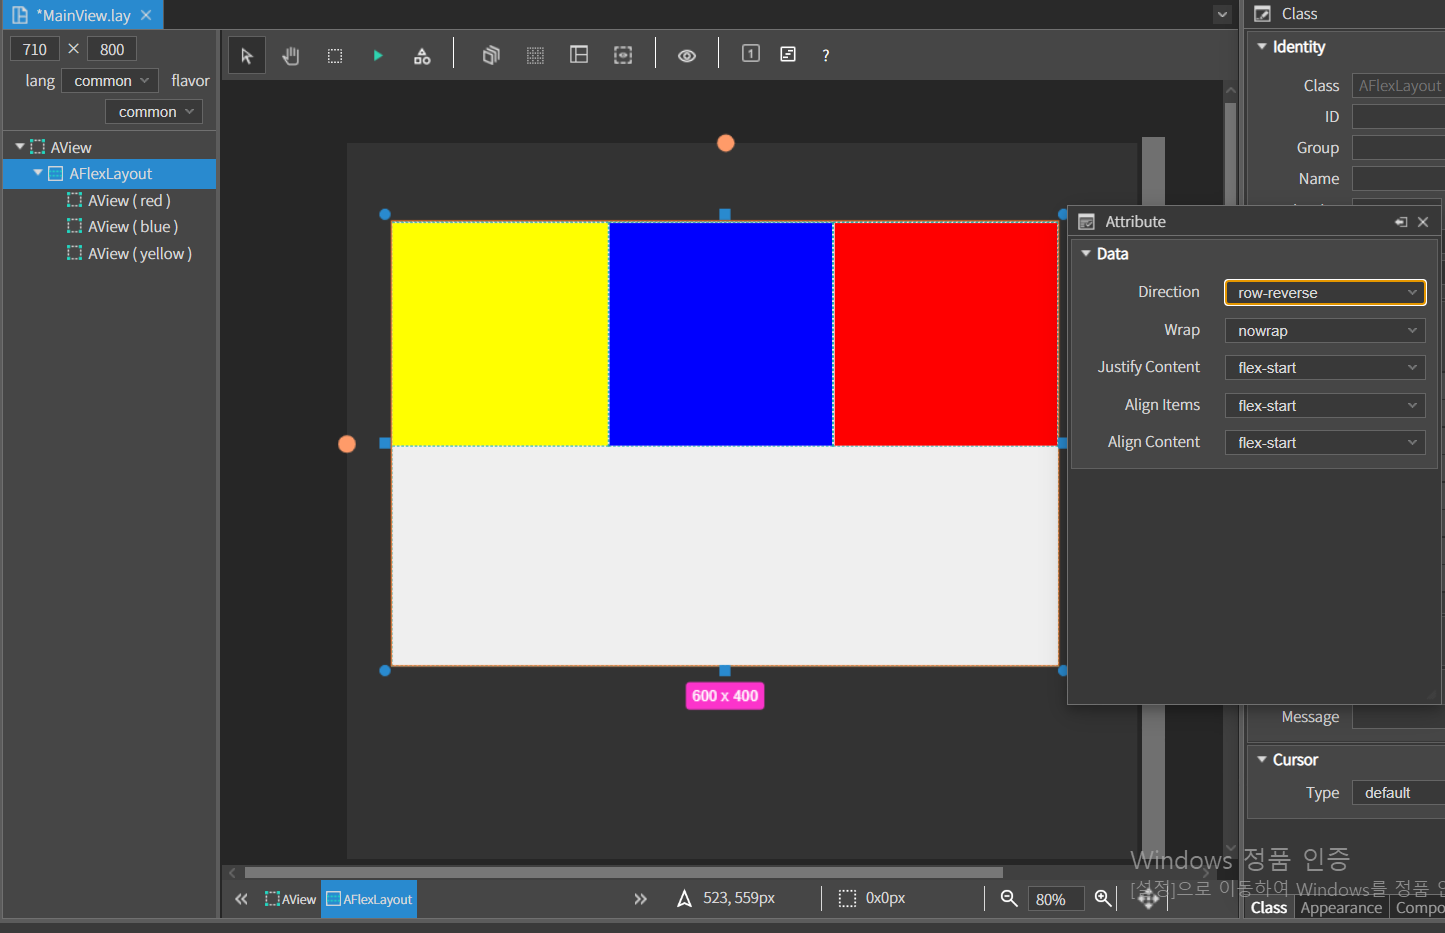 *MainView.lay
710 × 800
lang common flavor
common
AView
AFlexLayout
AView ( red )
AView ( blue )
AView ( yellow )
1
?
600 x 400
Class
Identity
Class AFlexLayout
ID
Group
Name
Attribute
Data
Direction row-reverse
Wrap nowrap
Justify Content flex-start
Align Items flex-start
Align Content flex-start
Message
Cursor
Type default
Windows 정품 인증
[설정]으로 이동하여 Windows를 정품
AView AFlexLayout
523, 559px
0x0px
80%
Class Appearance Compo